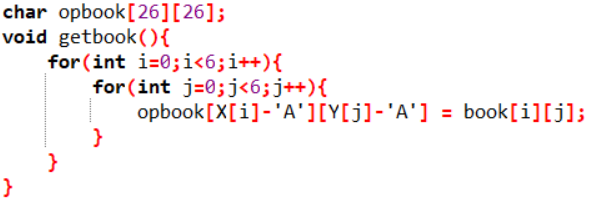 char opbook[26][26];
void getbook(){
    for(int i=0;i<6;i++){
        for(int j=0;j<6;j++){
            opbook[X[i]-'A'][Y[j]-'A'] = book[i][j];
        }
    }
}